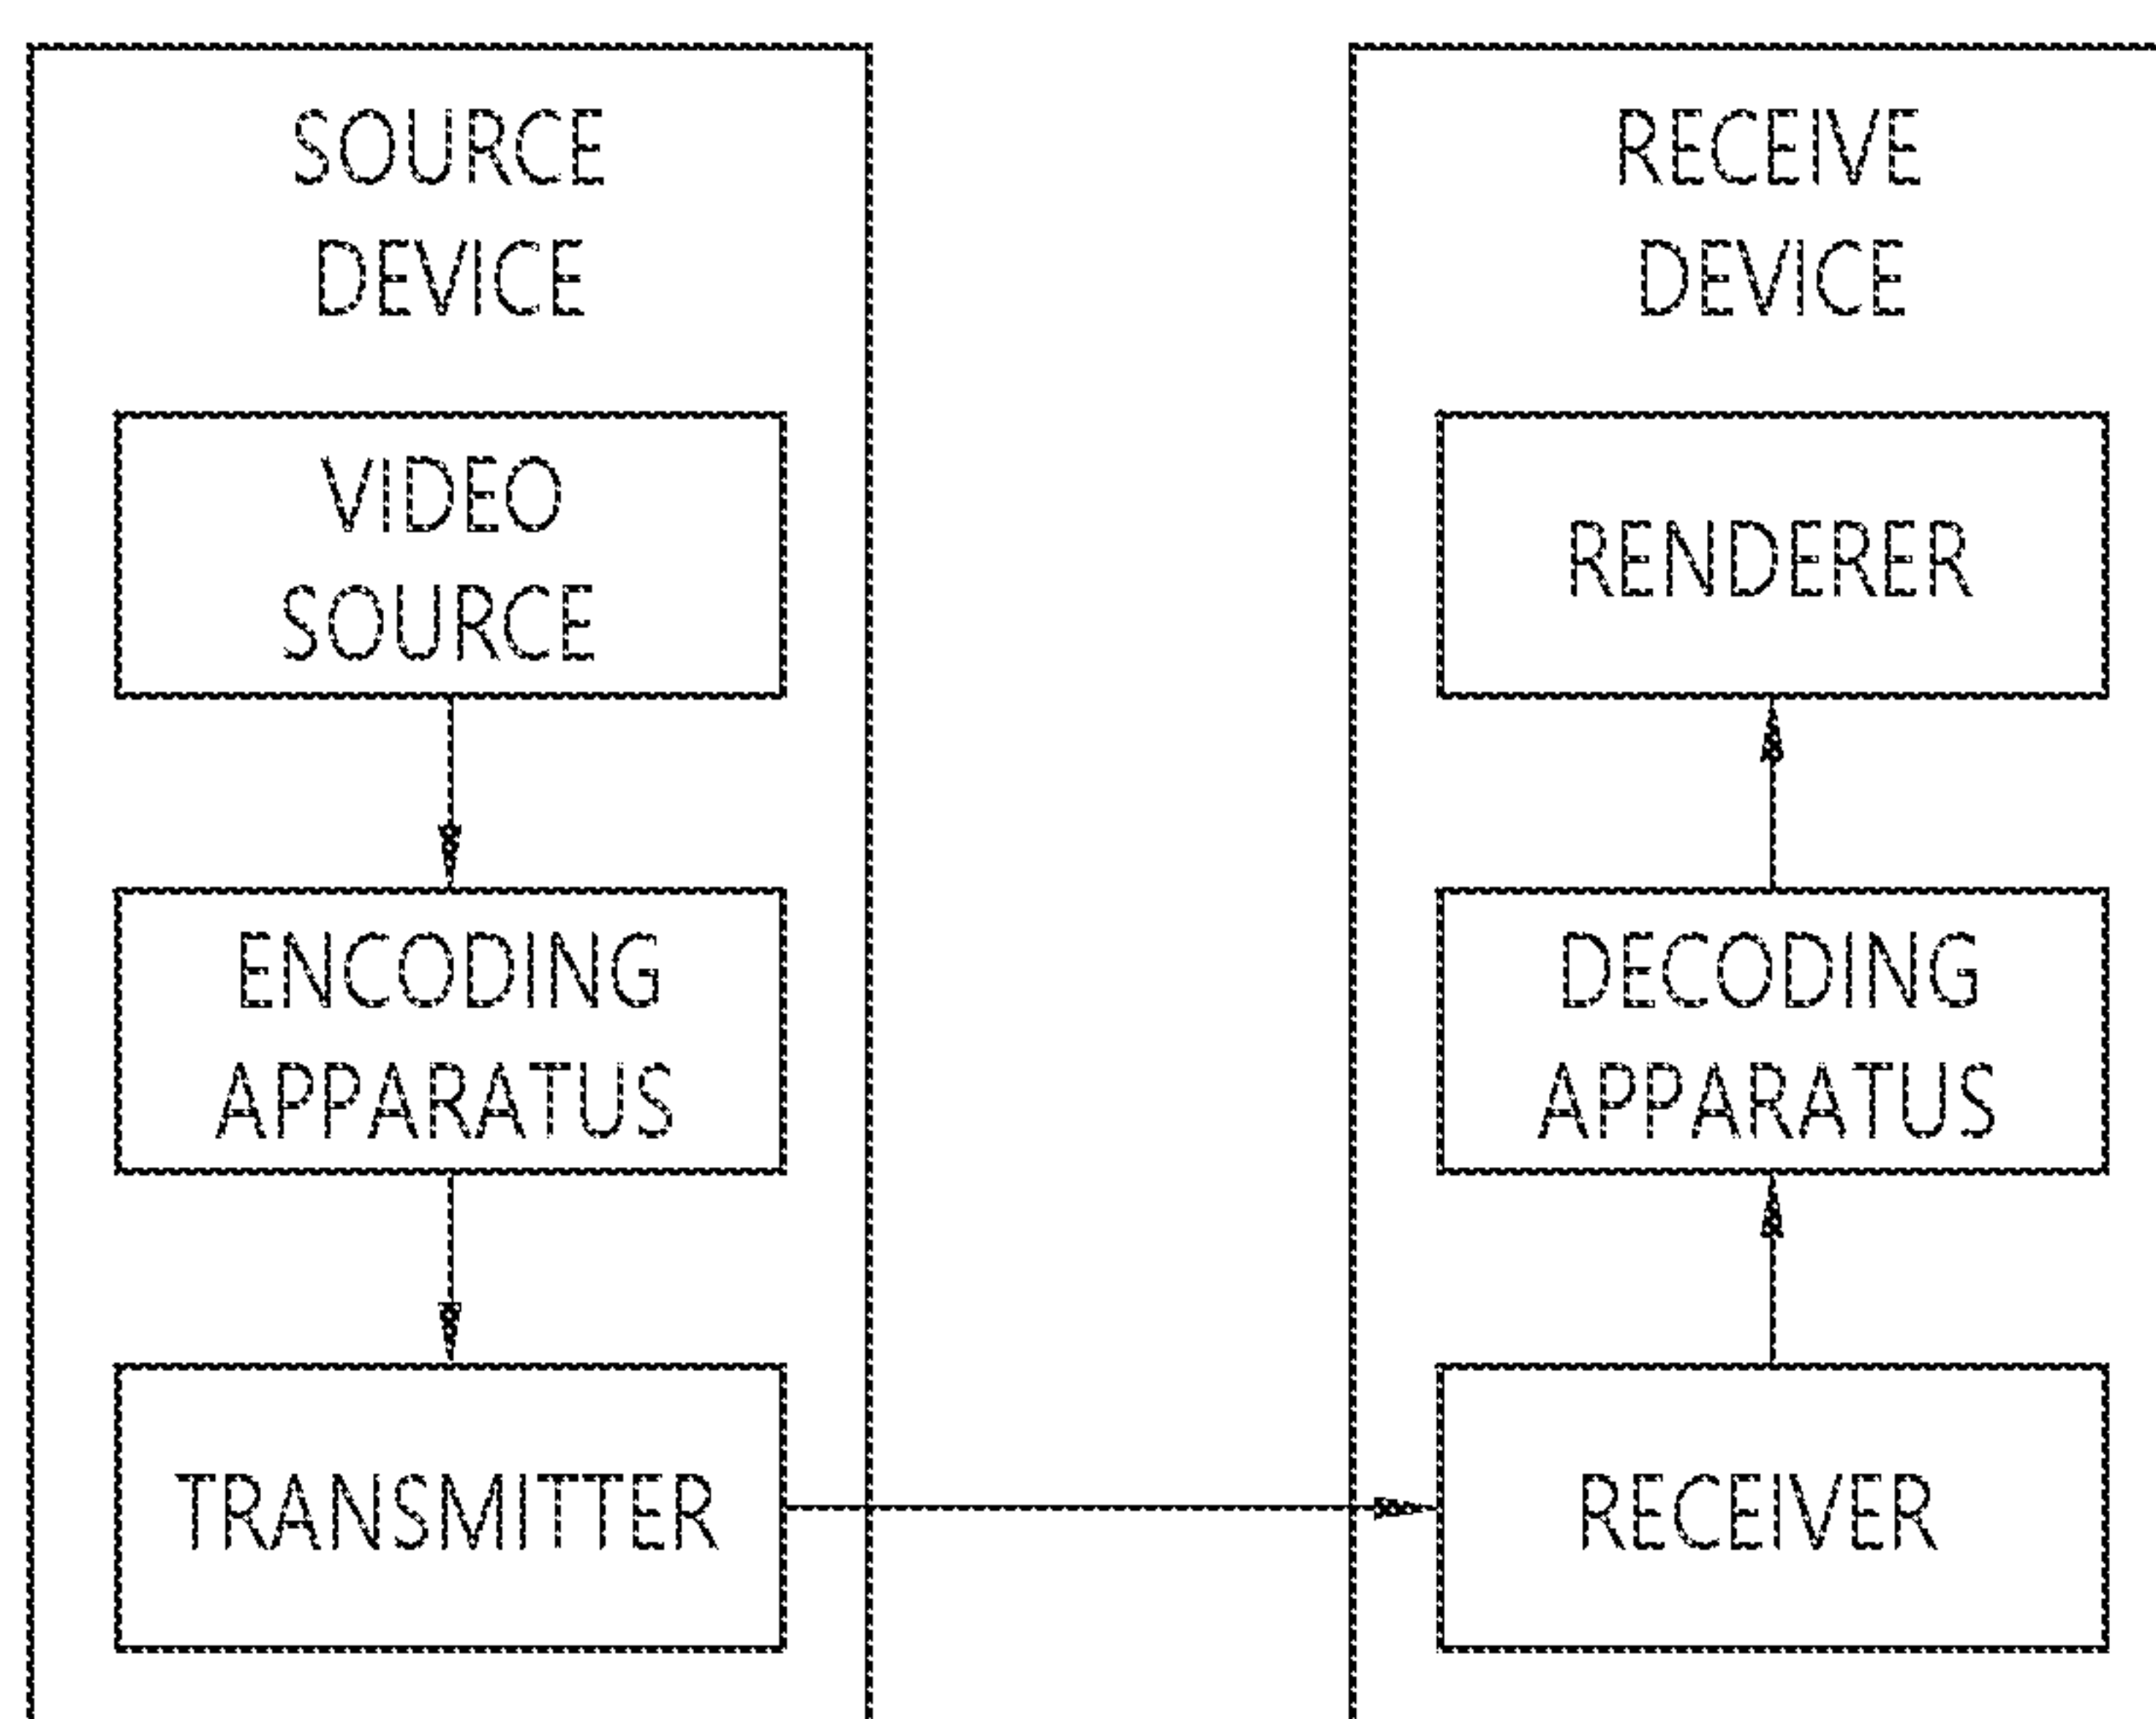 SOURCE
DEVICE
VIDEO
SOURCE
ENCODING
APPARATUS
TRANSMITTER
RECEIVE
DEVICE
RENDERER
DECODING
APPARATUS
RECEIVER